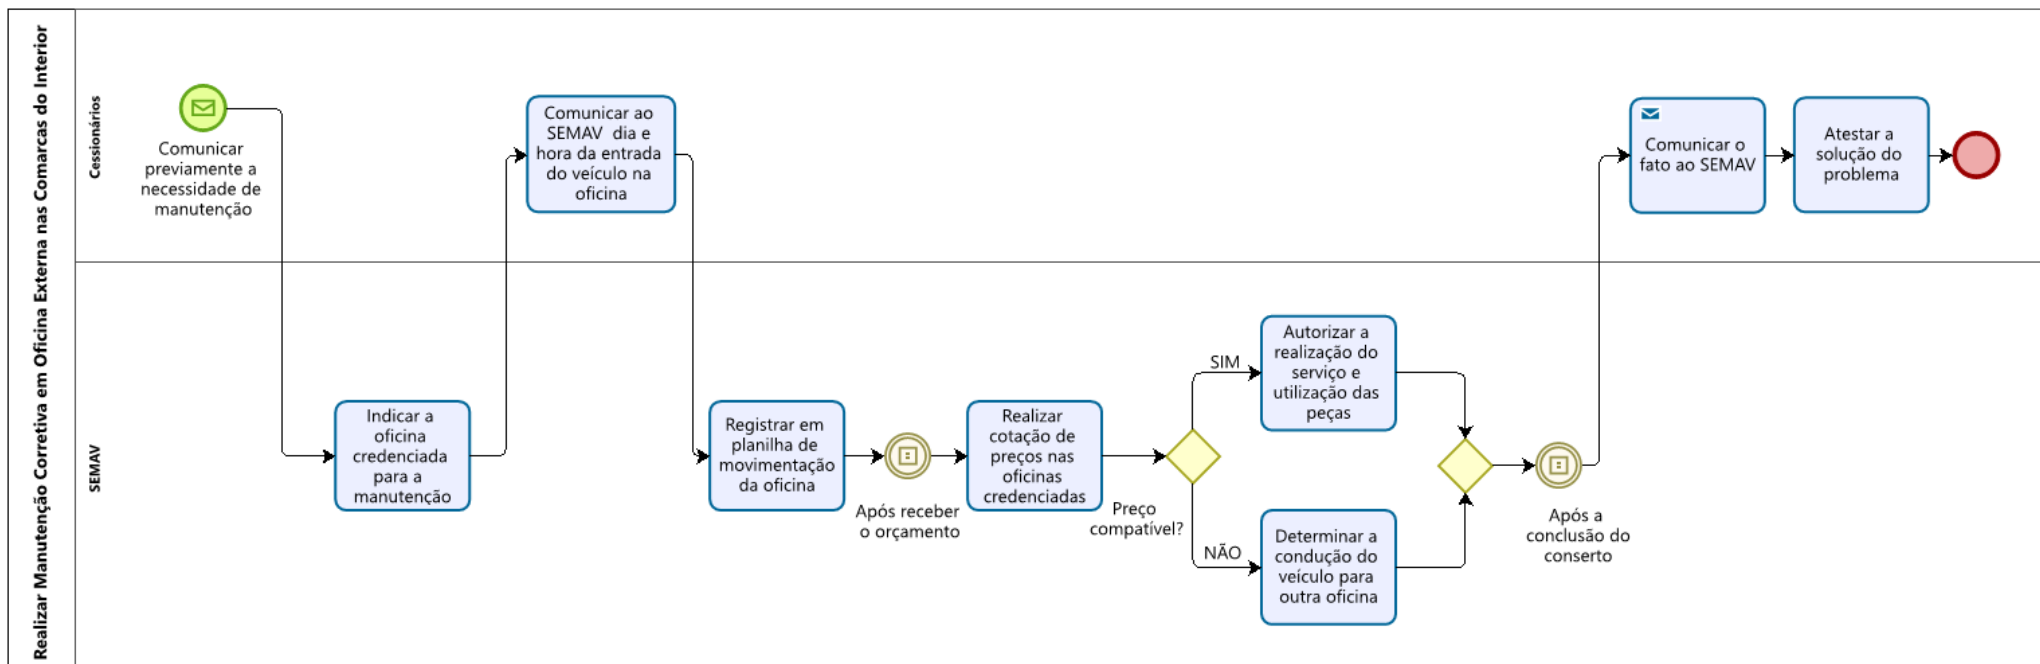 Realizar Manutenção Corretiva em Oficina Externa nas Comarcas do Interior
Cessionários
Comunicar
previamente a
necessidade de
manutenção
Comunicar ao
SEMAV dia e
hora da entrada
do veículo na
oficina
Comunicar o
fato ao SEMAV
Atestar a
solução do
problema
SEMAV
Indicar a
oficina
credenciada
para a
manutenção
Registrar em
planilha de
movimentação
da oficina
Após receber
o orçamento
Realizar
cotação de
preços nas
oficinas
credenciadas
Preço
compatível?
SIM
Autorizar a
realização do
serviço e
utilização das
peças
NÃO
Determinar a
condução do
veículo para
outra oficina
Após a
conclusão do
conserto